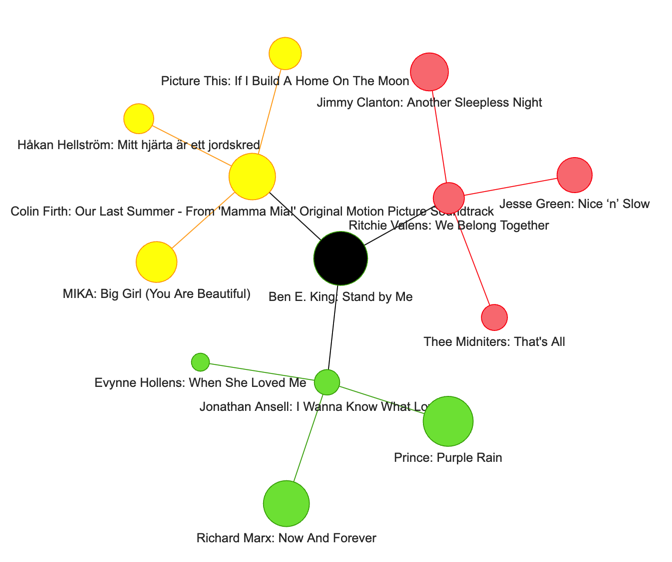 Picture This: If I Build A Home On The Moon
Jimmy Clanton: Another Sleepless Night
Håkan Hellström: Mitt hjärta är ett jordskred
Jesse Green: Nice ‘n’ Slow
Colin Firth: Our Last Summer - From 'Mamma Mia!' Original Motion Picture Soundtrack
Ritchie Valens: We Belong Together
MIKA: Big Girl (You Are Beautiful)
Ben E. King: Stand by Me
Thee Midniters: That's All
Evynne Hollens: When She Loved Me
Jonathan Ansell: I Wanna Know What
Prince: Purple Rain
Richard Marx: Now And Forever